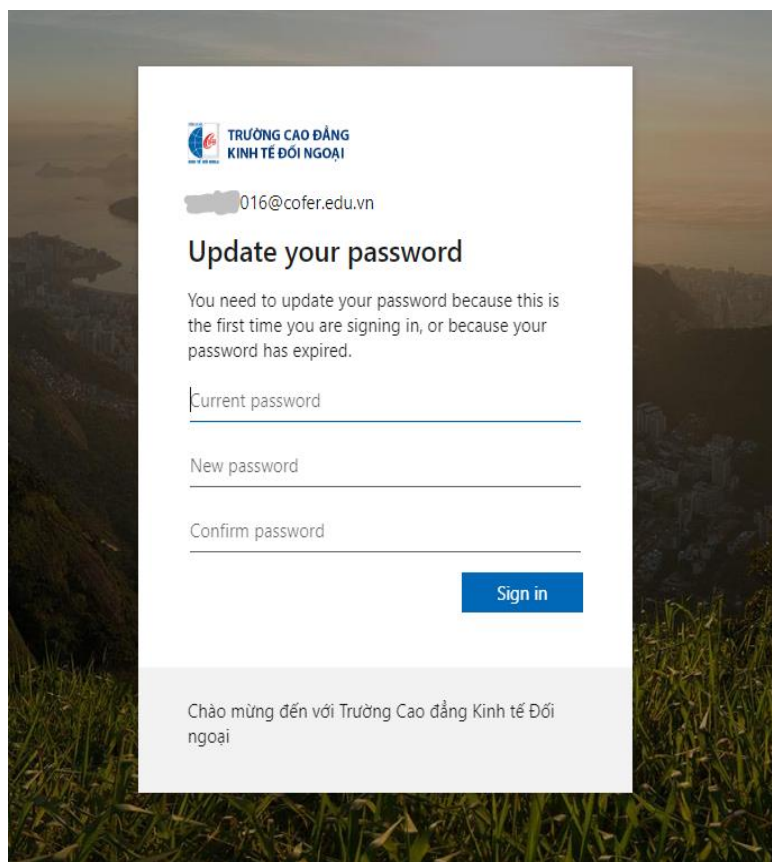 TRƯỜNG CAO ĐẲNG
KINH TẾ ĐỐI NGOẠI
016@cofer.edu.vn
Update your password
You need to update your password because this is
the first time you are signing in, or because your
password has expired.
Current password
New password
Confirm password
Sign in
Chào mừng đến với Trường Cao đẳng Kinh tế Đối
ngoại